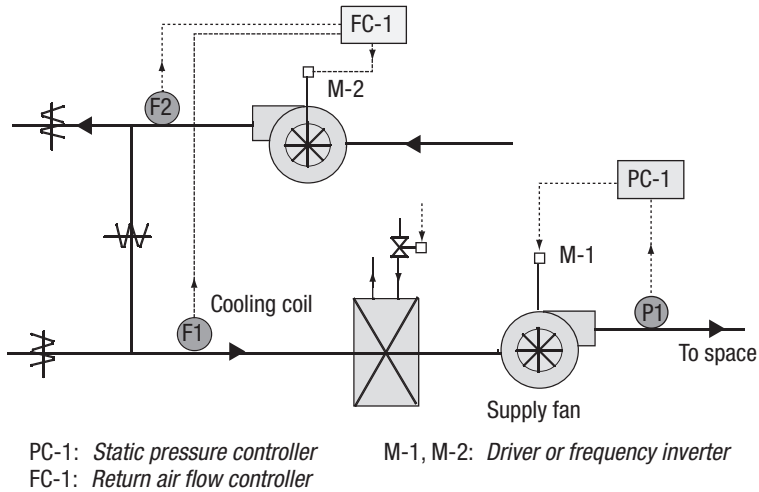 FC-1
F2
M-2
PC-1
M-1
Cooling coil
F1
P1
To space
Supply fan
PC-1: Static pressure controller
M-1, M-2: Driver or frequency inverter
FC-1: Return air flow controller